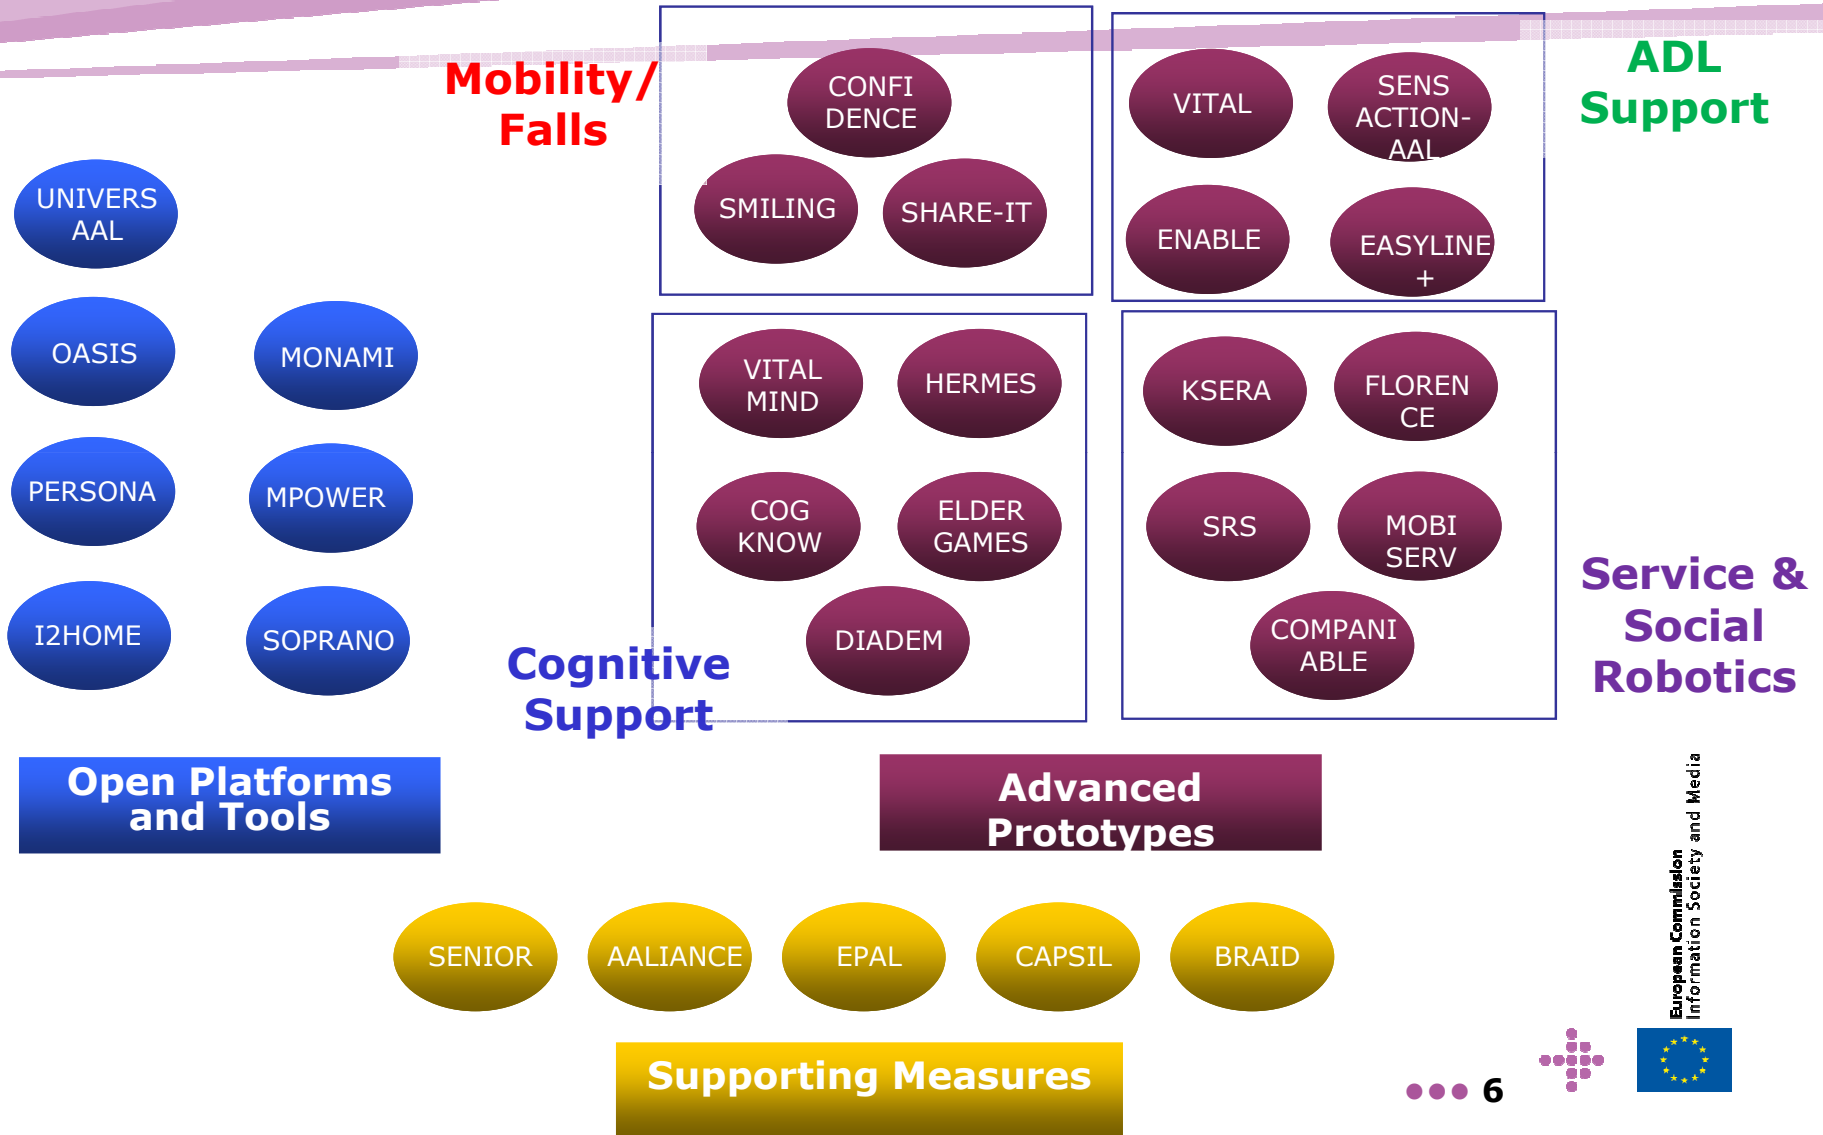 Mobility/
Falls
CONFI
DENCE
SMILING
SHARE-IT
VITAL
SENS
ACTION-
AAL
ENABLE
EASYLINE
+
ADL
Support
UNIVERS
AAL
OASIS
MONAMI
PERSONA
MPOWER
I2HOME
SOPRANO
VITAL
MIND
HERMES
COG
KNOW
ELDER
GAMES
DIADEM
Cognitive
Support
KSERA
FLOREN
CE
SRS
MOBI
SERV
COMPANI
ABLE
Service &
Social
Robotics
Open Platforms
and Tools
Advanced
Prototypes
SENIOR
AALIANCE
EPAL
CAPSIL
BRAID
Supporting Measures
European Commission
Information Society and Media
6